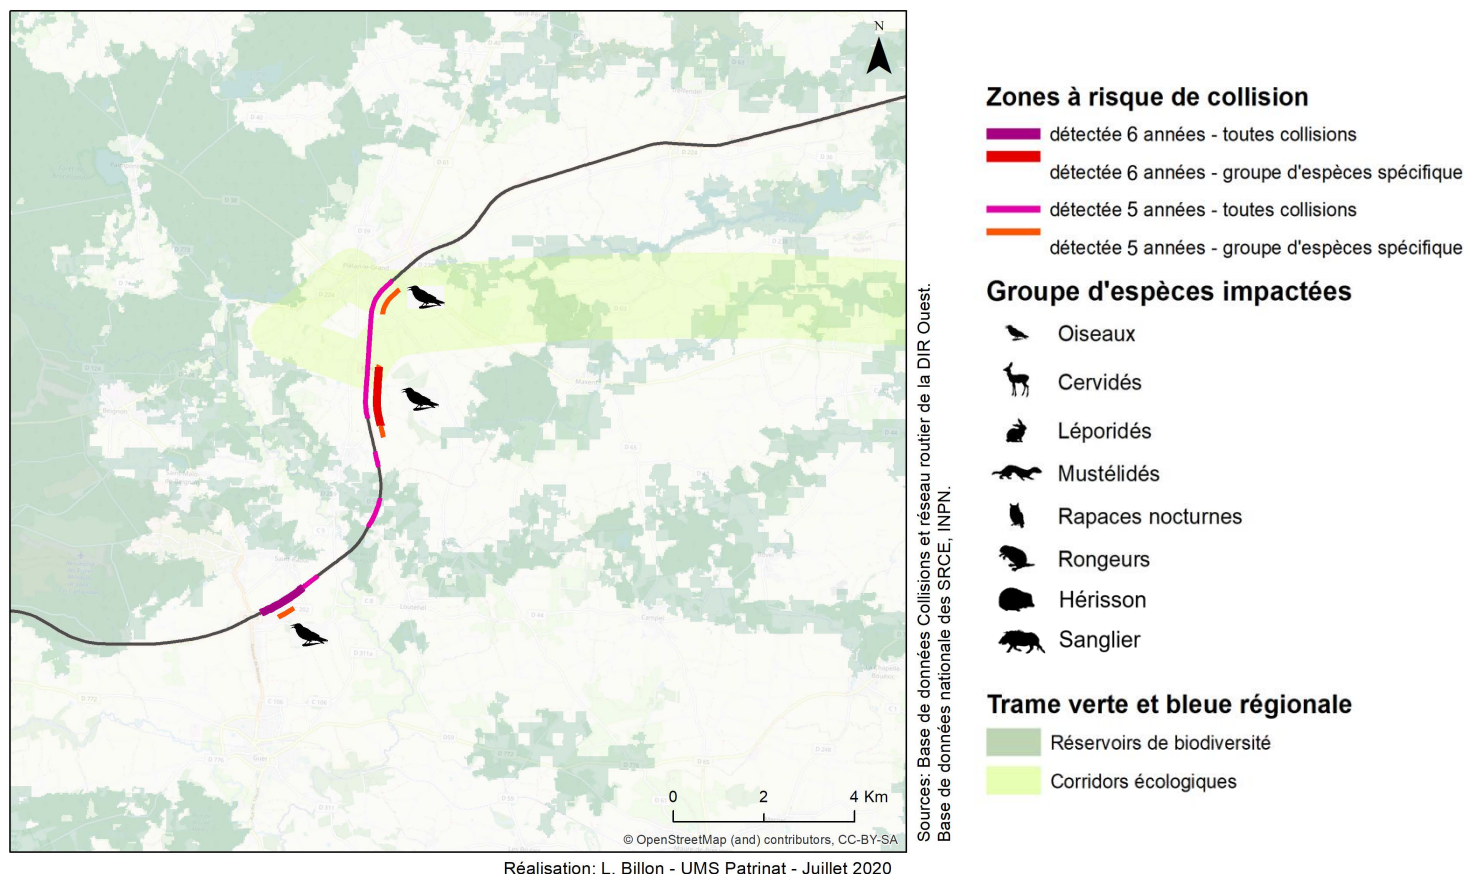 N
Zones à risque de collision
détectée 6 années - toutes collisions
détectée 6 années - groupe d'espèces spécifique
détectée 5 années - toutes collisions
détectée 5 années - groupe d'espèces spécifique
Groupe d'espèces impactées
Oiseaux
Cervidés
Léporidés
Mustélidés
Rapaces nocturnes
Rongeurs
Hérisson
Sanglier
Trame verte et bleue régionale
Réservoirs de biodiversité
Corridors écologiques
Sources: Base de données Collisions et réseau routier de la DIR Ouest.
Base de données nationale des SRCE, INPN.
0 2 4 Km
© OpenStreetMap (and) contributors, CC-BY-SA
Réalisation: L. Billon - UMS Patrinat - Juillet 2020